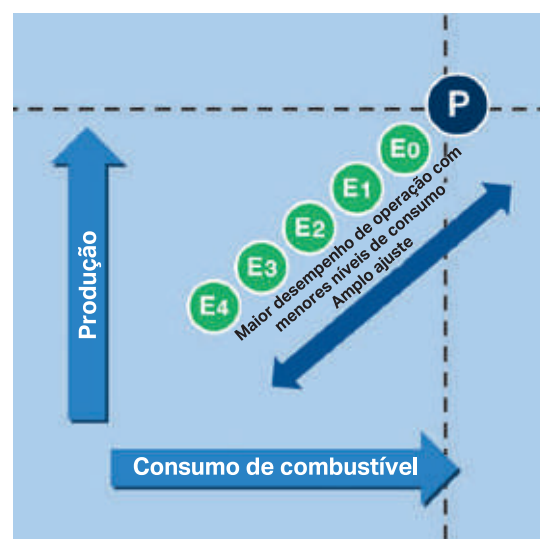 P
E0
E1
E2
E3
E4
Maior desempenho de operação com
menores níveis de consumo
Amplo ajuste
Produção
Consumo de combustível